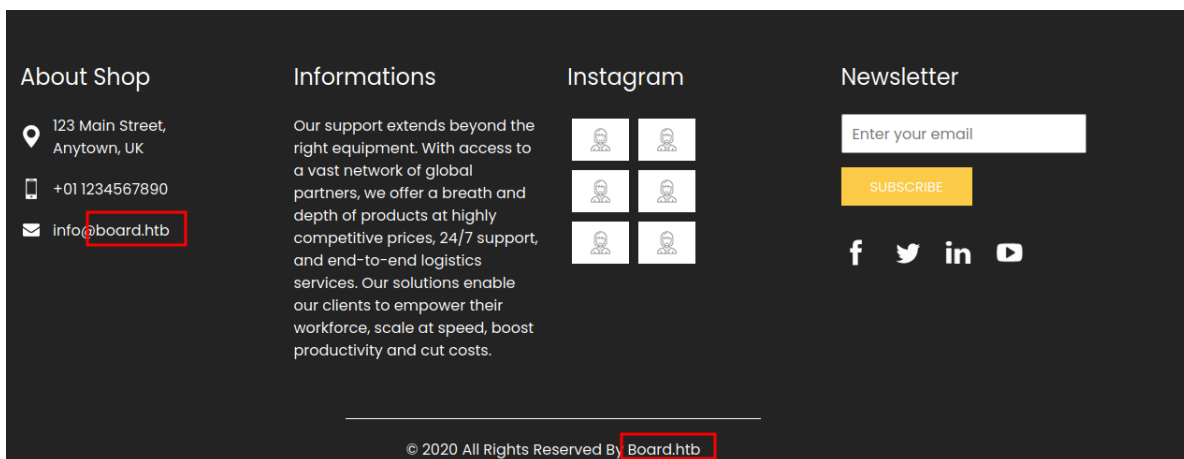 About Shop
123 Main Street,
Anytown, UK
+01 1234567890
info@board.htb
Informations
Our support extends beyond the
right equipment. With access to
a vast network of global
partners, we offer a breath and
depth of products at highly
competitive prices, 24/7 support,
and end-to-end logistics
services. Our solutions enable
our clients to empower their
workforce, scale at speed, boost
productivity and cut costs.
Instagram
Newsletter
Enter your email
SUBSCRIBE
© 2020 All Rights Reserved By Board.htb